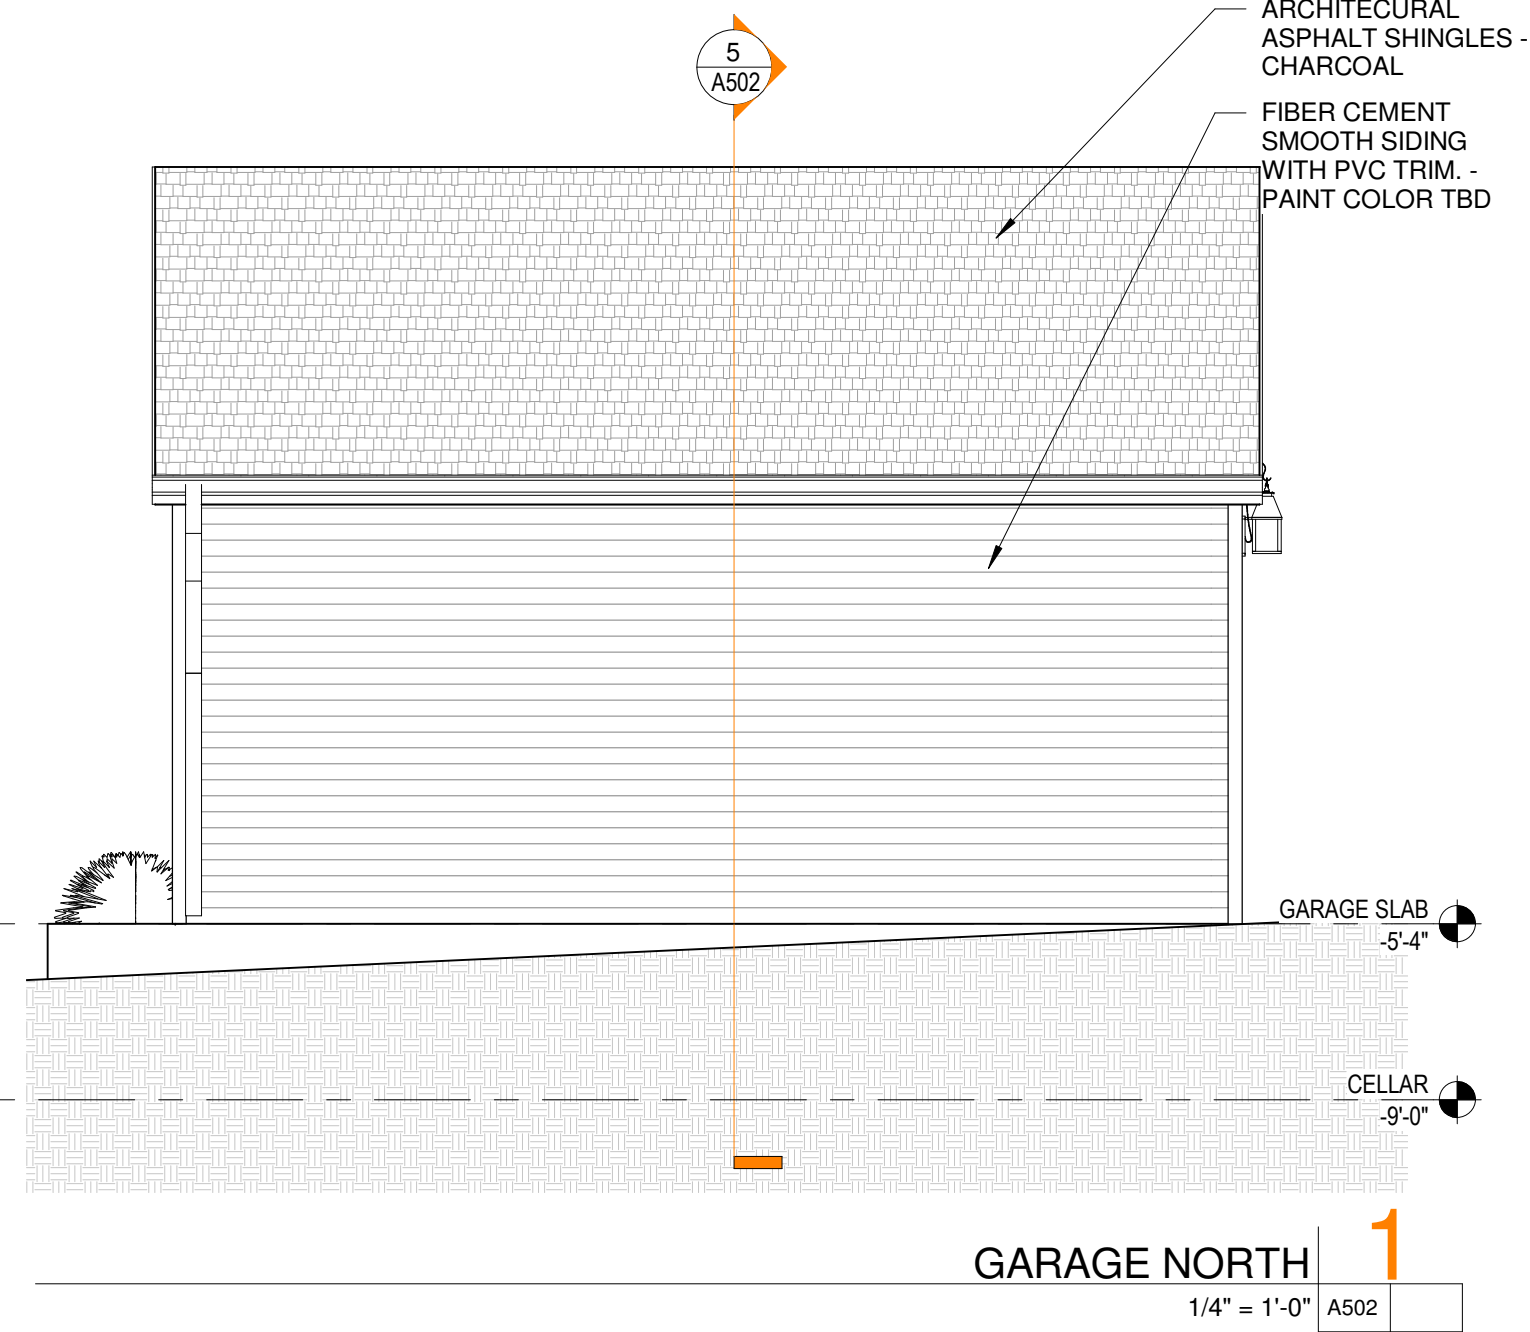 5
A502
ARCHITECURAL
ASPHALT SHINGLES -
CHARCOAL
FIBER CEMENT
SMOOTH SIDING
WITH PVC TRIM. -
PAINT COLOR TBD
GARAGE SLAB
-5'-4"
CELLAR
-9'-0"
GARAGE NORTH
1
1/4" = 1'-0"
A502